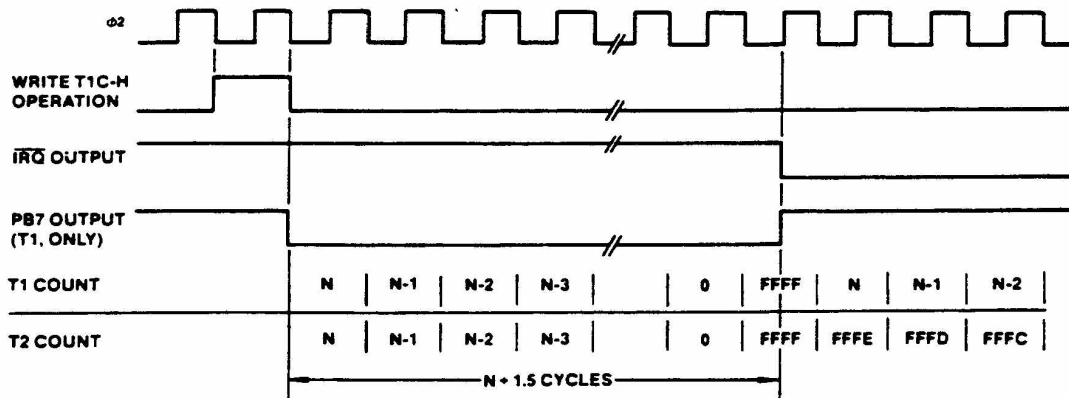 ϕ2
WRITE T1C-H
OPERATION
IRQ OUTPUT
PB7 OUTPUT
(T1, ONLY)
T1 COUNT N N-1 N-2 N-3 0 FFFF N N-1 N-2
T2 COUNT N N-1 N-2 N-3 0 FFFF FFFE FFFD FFFC
N + 1.5 CYCLES